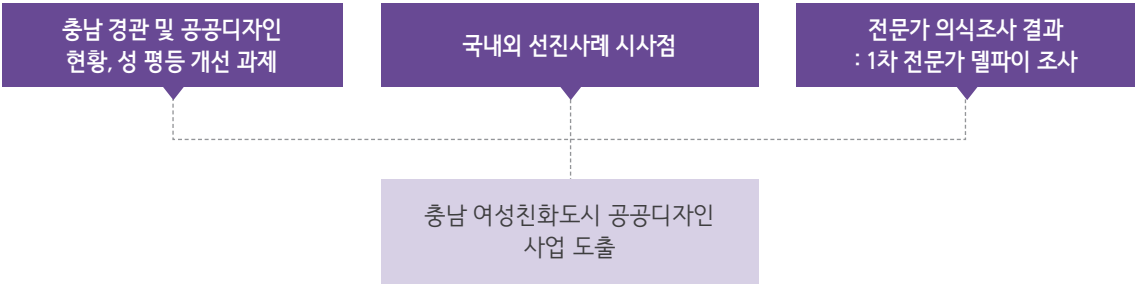 충남 경관 및 공공디자인
현황, 성 평등 개선 과제
국내외 선진사례 시사점
전문가 의식조사 결과
: 1차 전문가 델파이 조사
충남 여성친화도시 공공디자인
사업 도출